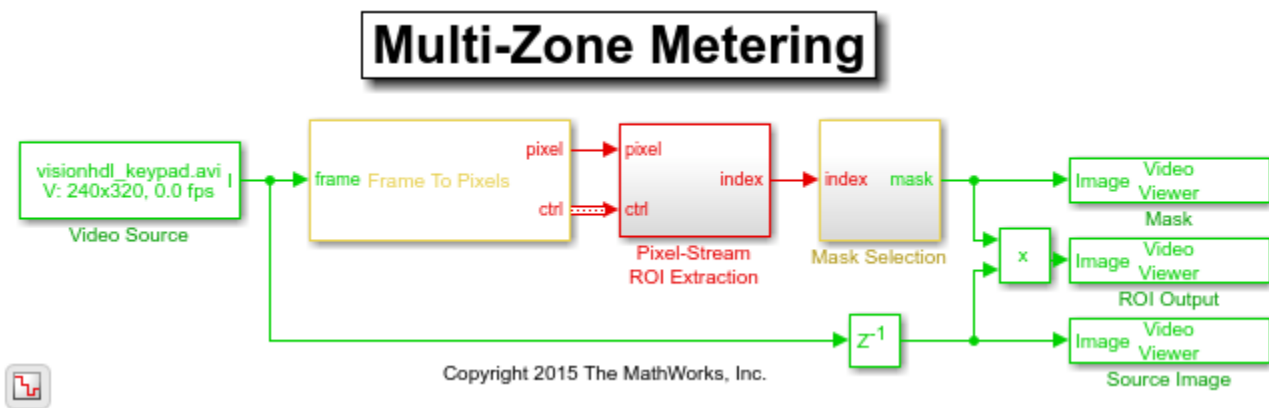 Multi-Zone Metering
visionhdl_keypad.avi
V: 240x320, 0.0 fps
I
Video Source
frame
Frame To Pixels
pixel
ctrl
pixel
ctrl
index
Pixel-Stream
ROI Extraction
index
mask
Mask Selection
Image
Video
Viewer
Mask
x
Image
Video
Viewer
ROI Output
Z-1
Image
Video
Viewer
Source Image
Copyright 2015 The MathWorks, Inc.